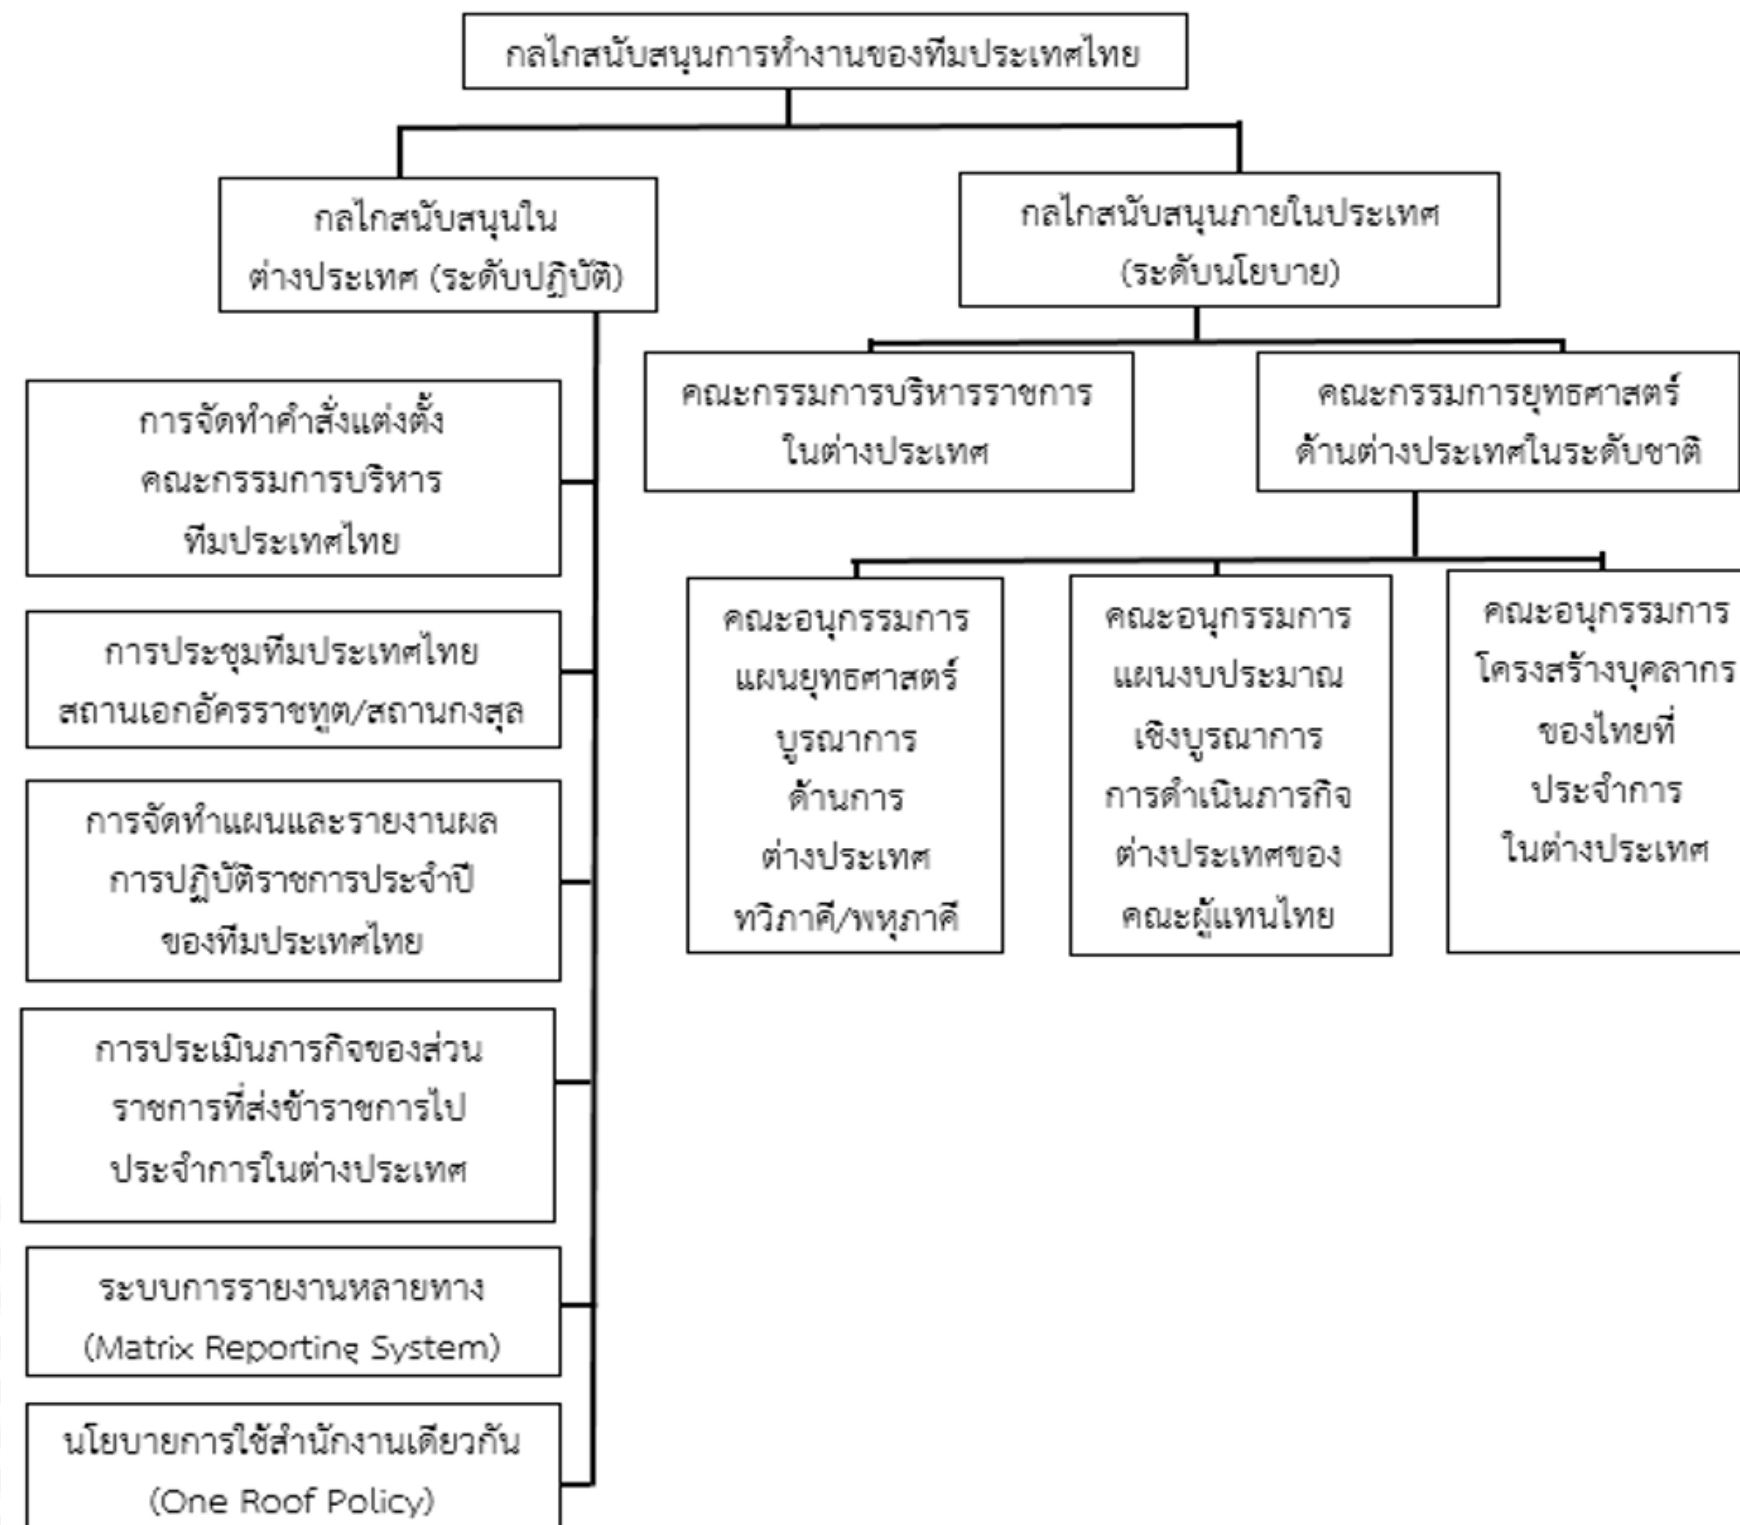 กลไกสนับสนุนการทำงานของทีมประเทศไทย
กลไกสนับสนุนใน
ต่างประเทศ (ระดับปฏิบัติ)
กลไกสนับสนุนภายในประเทศ
(ระดับนโยบาย)
การจัดทำคำสั่งแต่งตั้ง
คณะกรรมการบริหาร
ทีมประเทศไทย
การประชุมทีมประเทศไทย
สถานเอกอัครราชทูต/สถานกงสุล
การจัดทำแผนและรายงานผล
การปฏิบัติราชการประจำปี
ของทีมประเทศไทย
การประเมินภารกิจของส่วน
ราชการที่ส่งข้าราชการไป
ประจำการในต่างประเทศ
ระบบการรายงานหลายทาง
(Matrix Reporting System)
นโยบายการใช้สำนักงานเดียวกัน
(One Roof Policy)
คณะกรรมการบริหารราชการ
ในต่างประเทศ
คณะกรรมการยุทธศาสตร์
ด้านต่างประเทศในระดับชาติ
คณะอนุกรรมการ
แผนยุทธศาสตร์
บูรณาการ
ด้านการ
ต่างประเทศ
ทวิภาคี/พหุภาคี
คณะอนุกรรมการ
แผนงบประมาณ
เชิงบูรณาการ
การดำเนินภารกิจ
ต่างประเทศของ
คณะผู้แทนไทย
คณะอนุกรรมการ
โครงสร้างบุคลากร
ของไทยที่
ประจำการ
ในต่างประเทศ